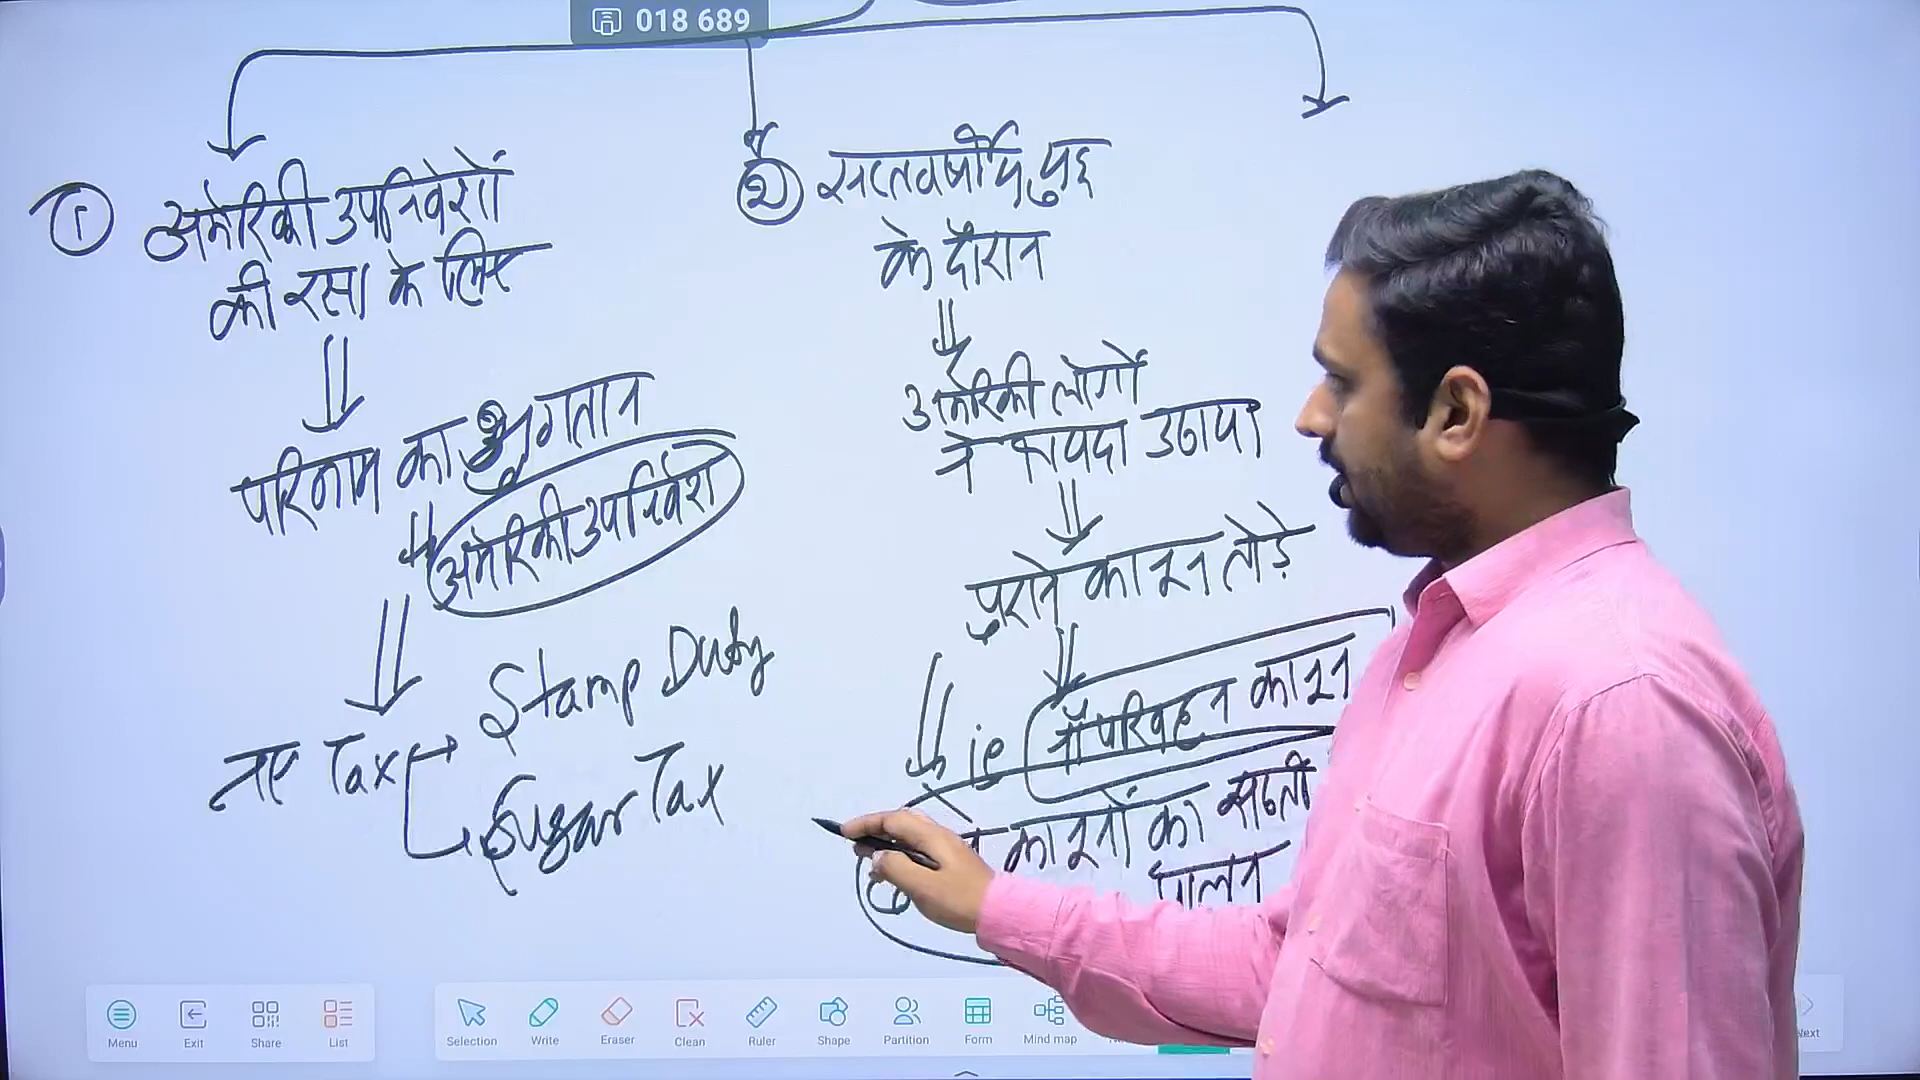 018 689
① अमेरिकी उपनिवेशों
की रक्षा के लिए
परिणाम का भुगतान
अमेरिकी उपनिवेश
नए Tax
Stamp Duty
Sugar Tax
② सप्तवर्षीय युद्ध
के दौरान
अमेरिकी लोगों
ने फायदा उठाया
पुराने कानून तोड़े
ie नौपरिवहन कानून
कानूनों का सख्ती
पालन
Menu Exit Share List Selection Write Eraser Clean Ruler Shape Partition Form Mind map Next